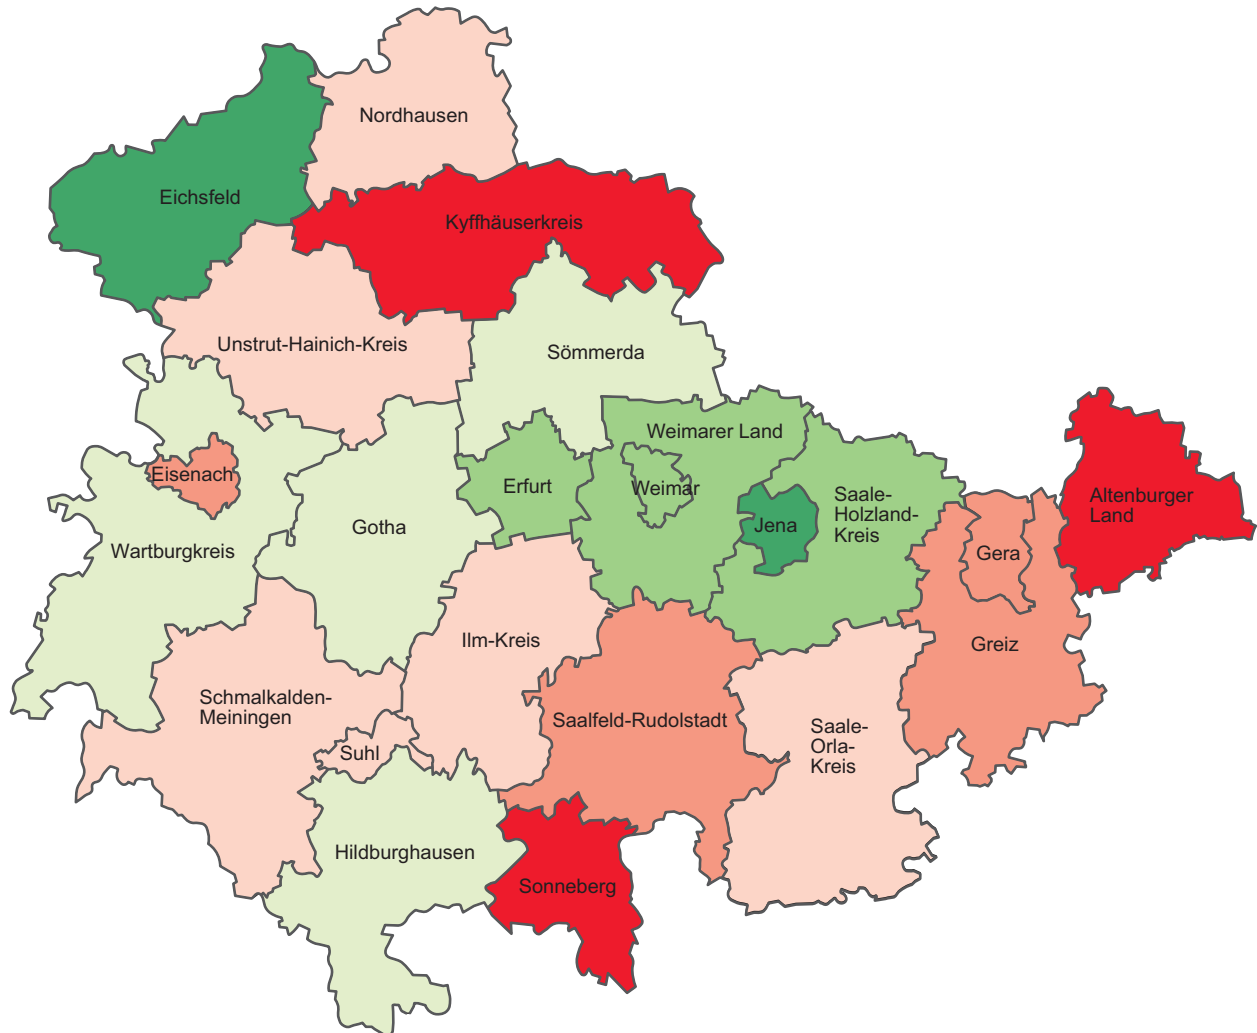 Nordhausen
Eichsfeld
Kyffhäuserkreis
Unstrut-Hainich-Kreis
Sömmerda
Weimarer Land
Eisenach
Erfurt
Weimar
Saale-
Holzland-
Kreis
Altenburger
Land
Gotha
Jena
Wartburgkreis
Gera
Ilm-Kreis
Greiz
Schmalkalden-
Meiningen
Saalfeld-Rudolstadt
Saale-
Orla-
Kreis
Suhl
Hildburghausen
Sonneberg